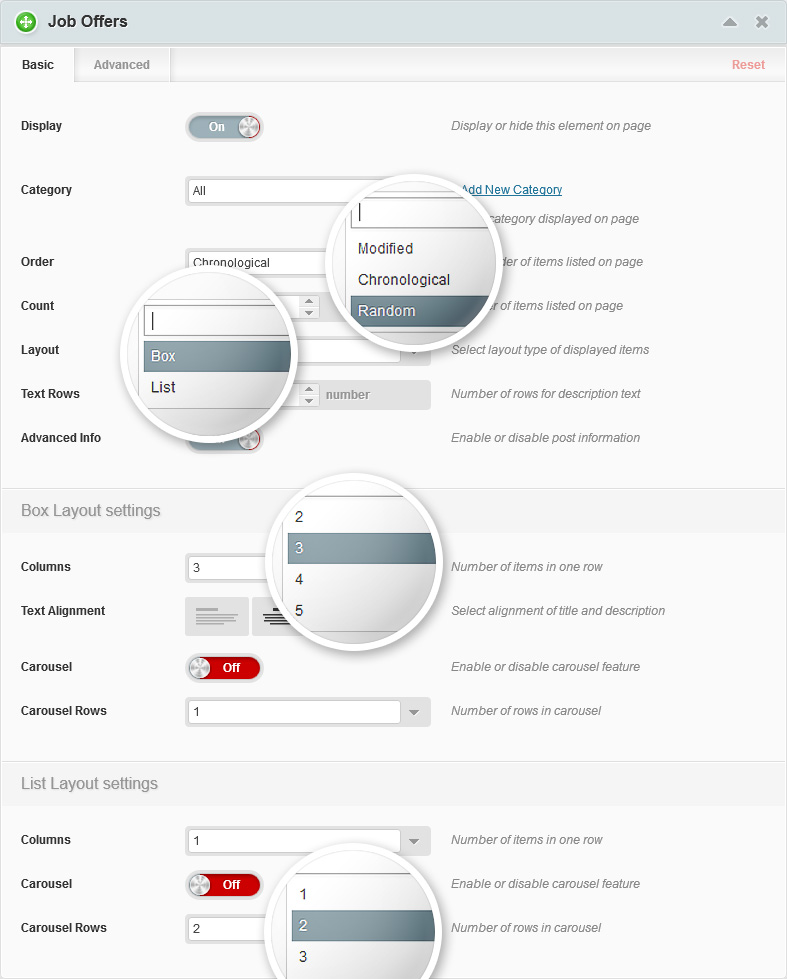 Job Offers
Basic
Advanced
Reset
Display
On
Display or hide this element on page
Category
All
Add New Category
category displayed on page
Modified
Order
Chronological
of items listed on page
Chronological
Count
of items listed on page
Random
Layout
Box
Select layout type of displayed items
List
Text Rows
number
Number of rows for description text
Advanced Info
Enable or disable post information
Box Layout settings
2
3
4
5
Columns
3
Number of items in one row
Text Alignment
Select alignment of title and description
Carousel
Off
Enable or disable carousel feature
Carousel Rows
1
Number of rows in carousel
List Layout settings
Columns
1
Number of items in one row
Carousel
Off
Enable or disable carousel feature
1
Carousel Rows
2
2
Number of rows in carousel
3